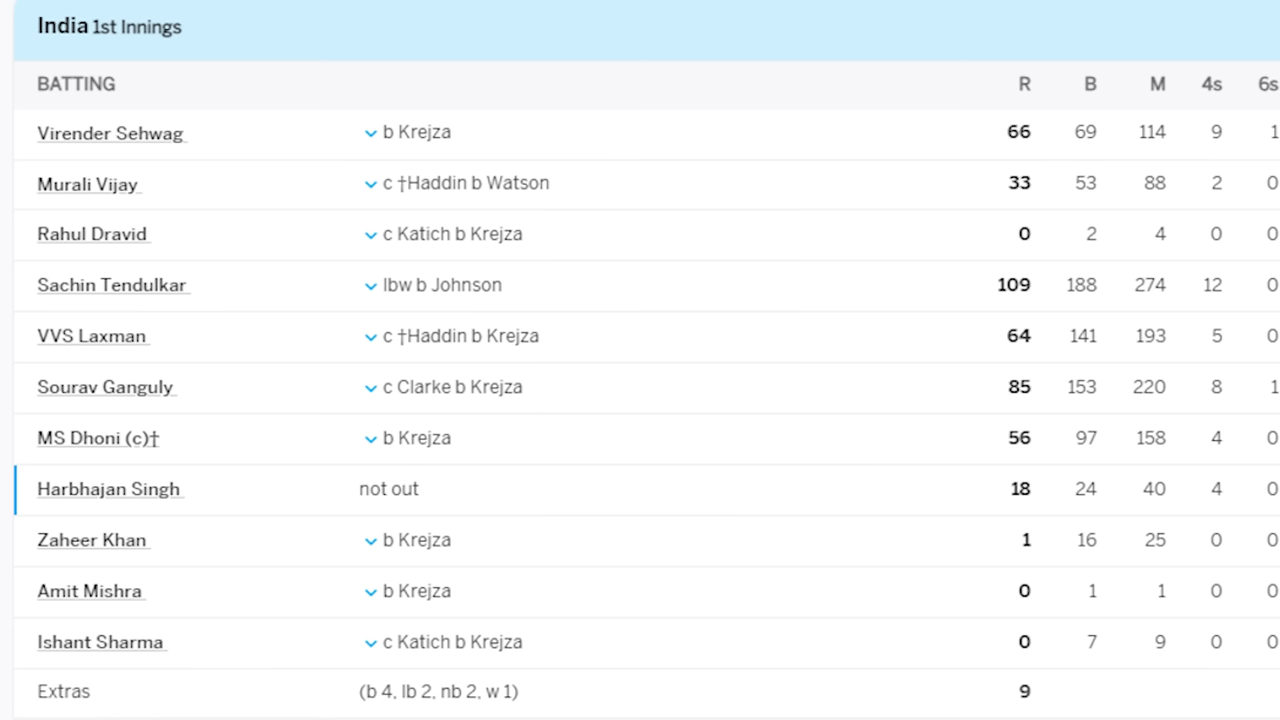 India 1st Innings
BATTING R B M 4s 6s
Virender Sehwag b Krejza 66 69 114 9 1
Murali Vijay c †Haddin b Watson 33 53 88 2 0
Rahul Dravid c Katich b Krejza 0 2 4 0 0
Sachin Tendulkar lbw b Johnson 109 188 274 12 0
VVS Laxman c †Haddin b Krejza 64 141 193 5 0
Sourav Ganguly c Clarke b Krejza 85 153 220 8 1
MS Dhoni (c)† b Krejza 56 97 158 4 0
Harbhajan Singh not out 18 24 40 4 0
Zaheer Khan b Krejza 1 16 25 0 0
Amit Mishra b Krejza 0 1 1 0 0
Ishant Sharma c Katich b Krejza 0 7 9 0 0
Extras (b 4, lb 2, nb 2, w 1) 9